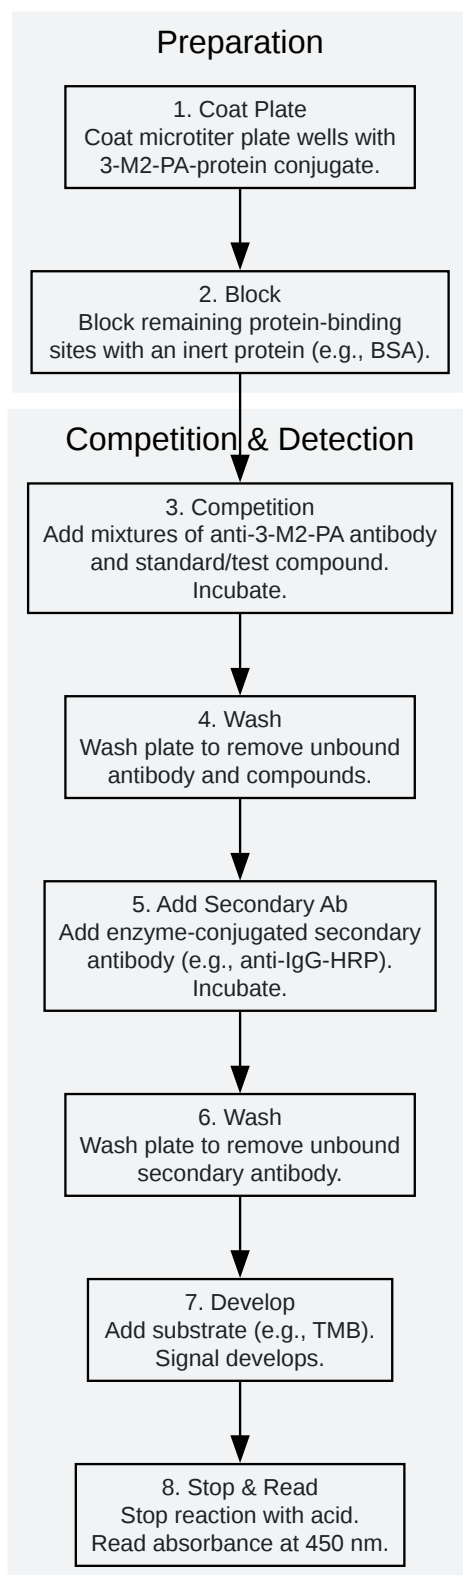 Preparation
1. Coat Plate
Coat microtiter plate wells with
3-M2-PA-protein conjugate.
2. Block
Block remaining protein-binding
sites with an inert protein (e.g., BSA).
Competition & Detection
3. Competition
Add mixtures of anti-3-M2-PA antibody
and standard/test compound.
Incubate.
4. Wash
Wash plate to remove unbound
antibody and compounds.
5. Add Secondary Ab
Add enzyme-conjugated secondary
antibody (e.g., anti-IgG-HRP).
Incubate.
6. Wash
Wash plate to remove unbound
secondary antibody.
7. Develop
Add substrate (e.g., TMB).
Signal develops.
8. Stop & Read
Stop reaction with acid.
Read absorbance at 450 nm.